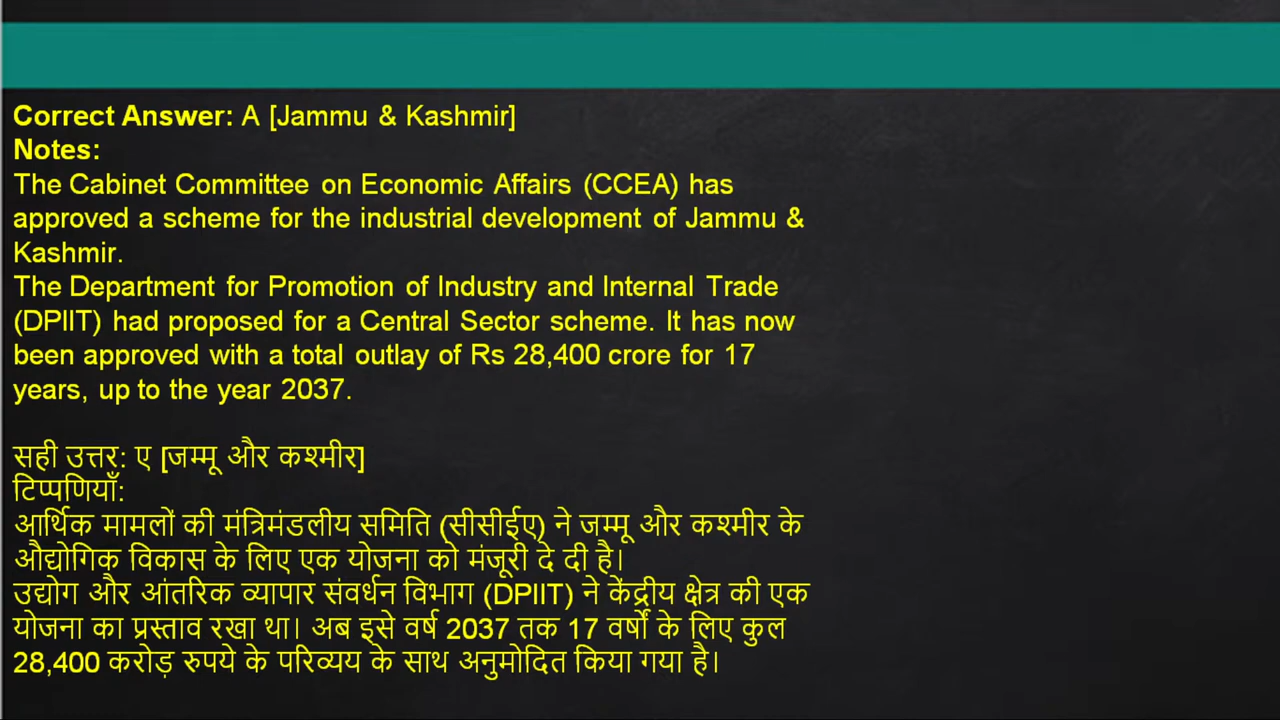 Correct Answer: A [Jammu & Kashmir]
Notes:
The Cabinet Committee on Economic Affairs (CCEA) has
approved a scheme for the industrial development of Jammu &
Kashmir.
The Department for Promotion of Industry and Internal Trade
(DPIIT) had proposed for a Central Sector scheme. It has now
been approved with a total outlay of Rs 28,400 crore for 17
years, up to the year 2037.
सही उत्तर: ए [जम्मू और कश्मीर]
टिप्पणियाँ:
आर्थिक मामलों की मंत्रिमंडलीय समिति (सीसीईए) ने जम्मू और कश्मीर के
औद्योगिक विकास के लिए एक योजना को मंजूरी दे दी है।
उद्योग और आंतरिक व्यापार संवर्धन विभाग (DPIIT) ने केंद्रीय क्षेत्र की एक
योजना का प्रस्ताव रखा था। अब इसे वर्ष 2037 तक 17 वर्षों के लिए कुल
28,400 करोड़ रुपये के परिव्यय के साथ अनुमोदित किया गया है।